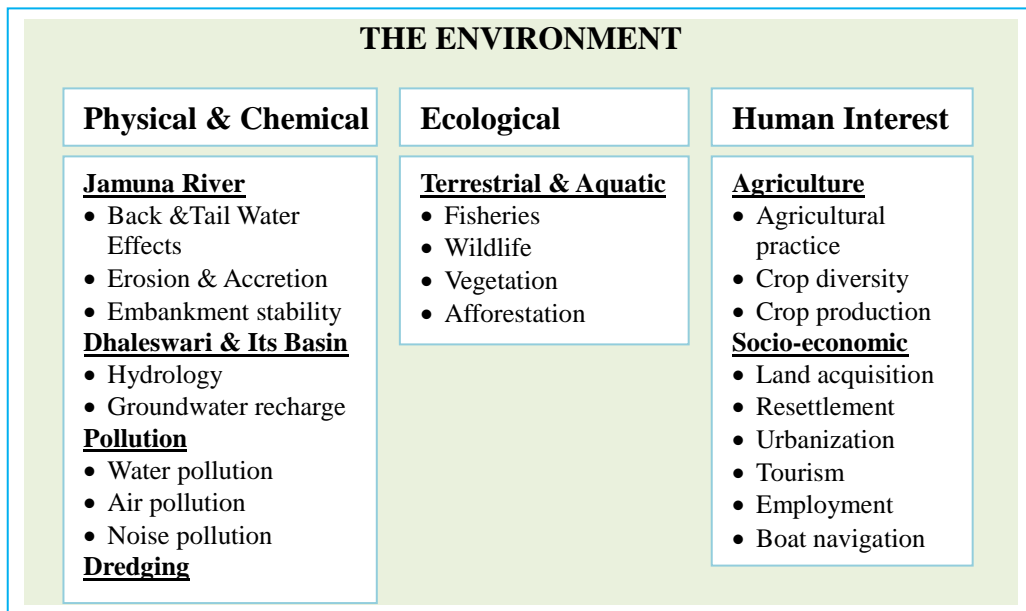 THE ENVIRONMENT
Physical & Chemical
Jamuna River
• Back &Tail Water
Effects
• Erosion & Accretion
• Embankment stability
Dhaleswari & Its Basin
• Hydrology
• Groundwater recharge
Pollution
• Water pollution
• Air pollution
• Noise pollution
Dredging
Ecological
Terrestrial & Aquatic
• Fisheries
• Wildlife
• Vegetation
• Afforestation
Human Interest
Agriculture
• Agricultural
practice
• Crop diversity
• Crop production
Socio-economic
• Land acquisition
• Resettlement
• Urbanization
• Tourism
• Employment
• Boat navigation